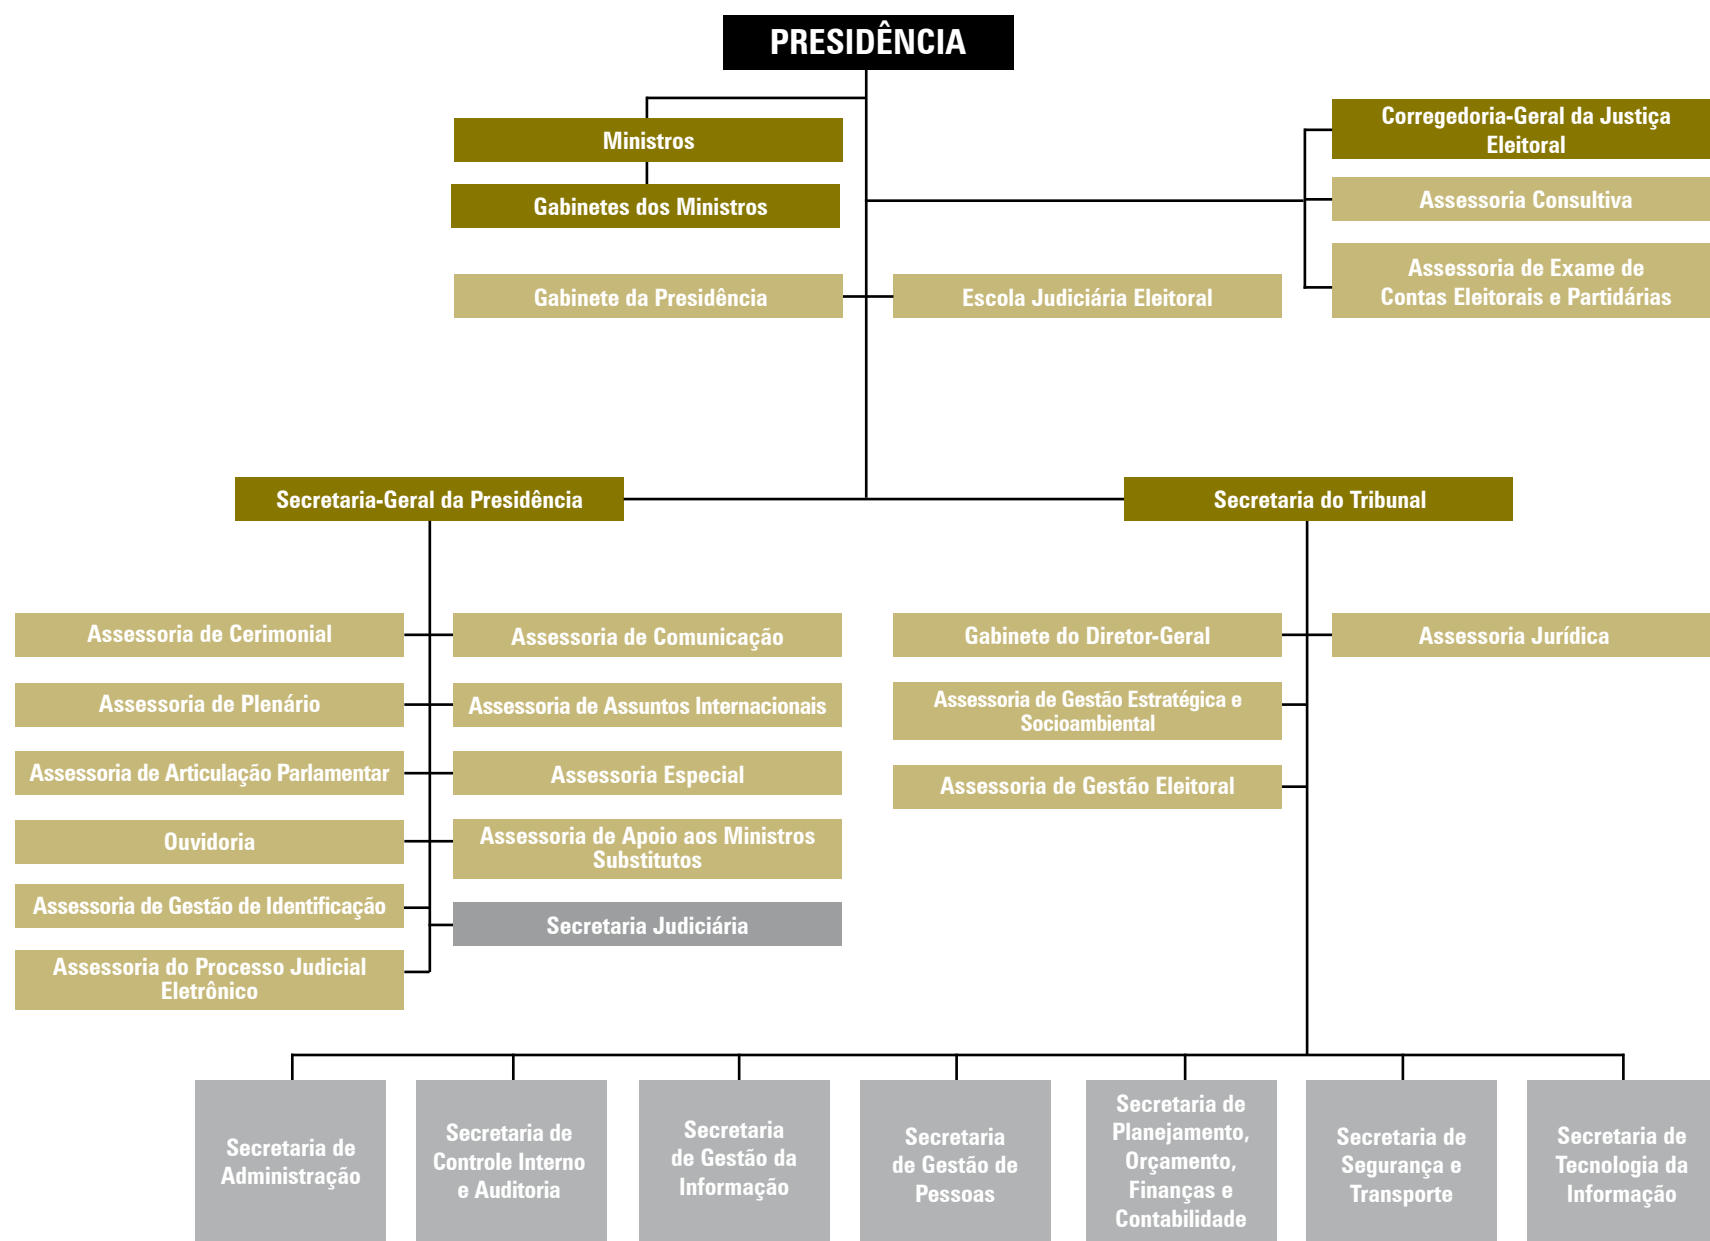 PRESIDÊNCIA
Ministros
Gabinetes dos Ministros
Corregedoria-Geral da Justiça
Eleitoral
Assessoria Consultiva
Assessoria de Exame de
Contas Eleitorais e Partidárias
Gabinete da Presidência
Escola Judiciária Eleitoral
Secretaria-Geral da Presidência
Secretaria do Tribunal
Assessoria de Cerimonial
Assessoria de Comunicação
Assessoria de Plenário
Assessoria de Assuntos Internacionais
Assessoria de Articulação Parlamentar
Assessoria Especial
Ouvidoria
Assessoria de Apoio aos Ministros
Substitutos
Assessoria de Gestão de Identificação
Secretaria Judiciária
Assessoria do Processo Judicial
Eletrônico
Gabinete do Diretor-Geral
Assessoria Jurídica
Assessoria de Gestão Estratégica e
Socioambiental
Assessoria de Gestão Eleitoral
Secretaria de
Administração
Secretaria de
Controle Interno
e Auditoria
Secretaria
de Gestão da
Informação
Secretaria
de Gestão de
Pessoas
Secretaria de
Planejamento,
Orçamento,
Finanças e
Contabilidade
Secretaria de
Segurança e
Transporte
Secretaria de
Tecnologia da
Informação